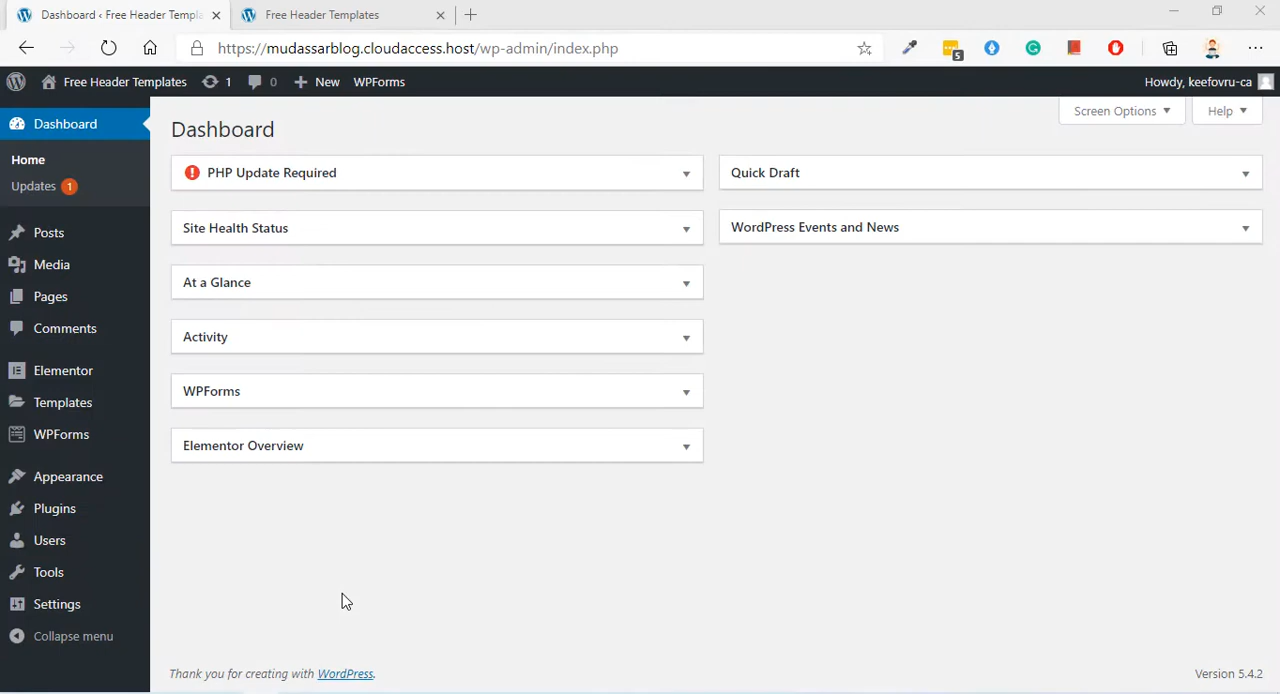 Dashboard ‹ Free Header Templa
Free Header Templates
https://mudassarblog.cloudaccess.host/wp-admin/index.php
5
Free Header Templates
1
0
New
WPForms
Howdy, keefovru-ca
Dashboard
Home
Updates 1
Posts
Media
Pages
Comments
Elementor
Templates
WPForms
Appearance
Plugins
Users
Tools
Settings
Collapse menu
Screen Options
Help
Dashboard
PHP Update Required
Site Health Status
At a Glance
Activity
WPForms
Elementor Overview
Quick Draft
WordPress Events and News
Thank you for creating with WordPress.
Version 5.4.2